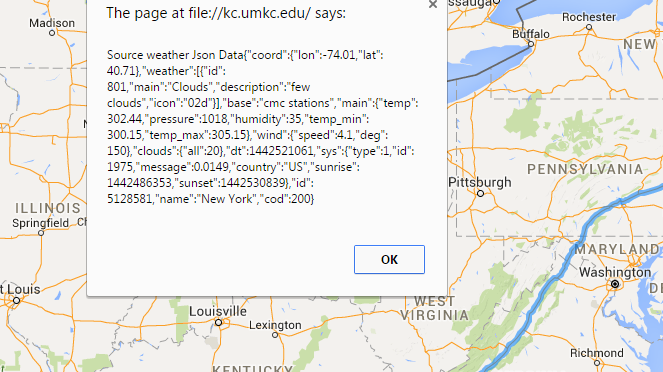 The page at file://kc.umkc.edu/ says:
Source weather Json Data{"coord":{"lon":-74.01,"lat":
40.71},"weather":[{"id":
801,"main":"Clouds","description":"few
clouds","icon":"02d"}],"base":"cmc stations","main":{"temp":
302.44,"pressure":1018,"humidity":35,"temp_min":
300.15,"temp_max":305.15},"wind":{"speed":4.1,"deg":
150},"clouds":{"all":20},"dt":1442521061,"sys":{"type":1,"id":
1975,"message":0.0149,"country":"US","sunrise":
1442486353,"sunset":1442530839},"id":
5128581,"name":"New York","cod":200}
OK
Madison
Rochester
Buffalo
NEW
PENNSYLVANIA
Pittsburgh
ILLINOIS
Springfield
MARYLAND
Washington
DE
t Louis
Louisville
WEST
VIRGINIA
Lexington
Richmond
KENTUCKY